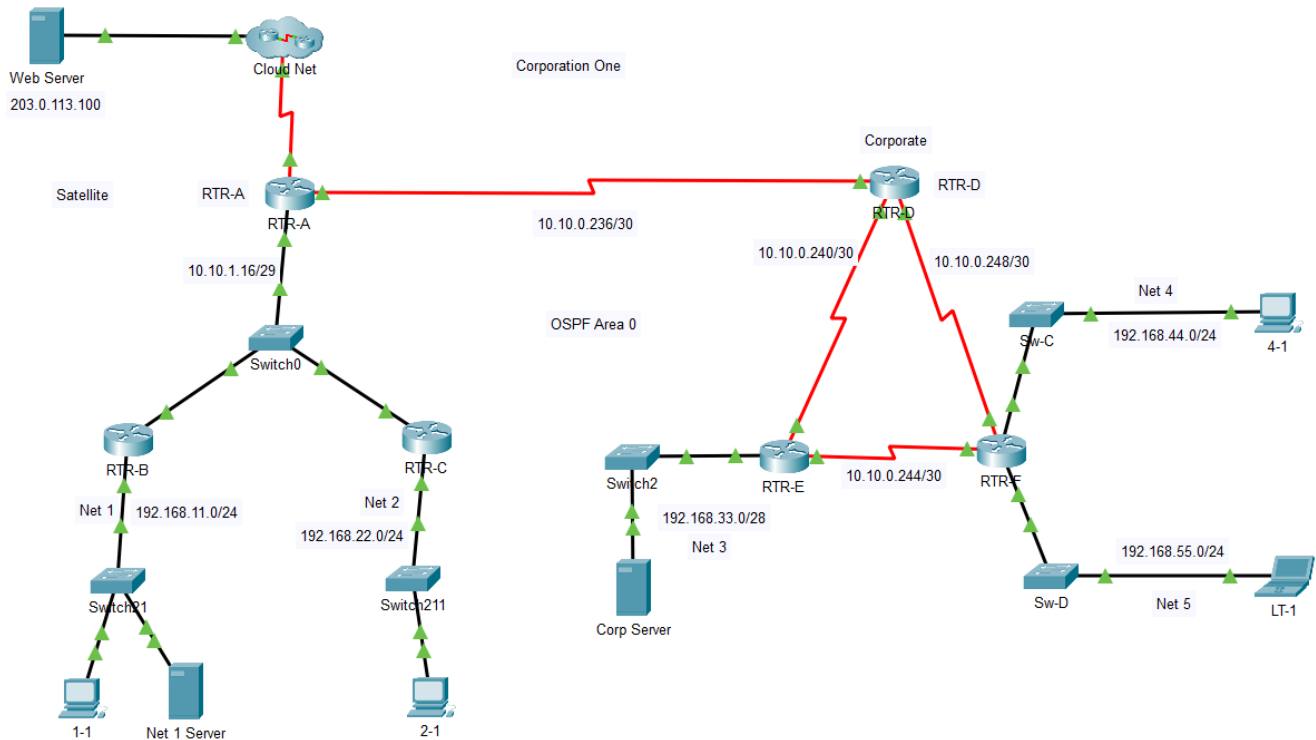 Web Server
203.0.113.100
Cloud Net
Corporation One
Satellite
RTR-A
RTR-A
Corporate
RTR-D
RTR-D
10.10.0.236/30
10.10.1.16/29
10.10.0.240/30
10.10.0.248/30
OSPF Area 0
Switch0
Net 4
192.168.44.0/24
Sw-C
4-1
RTR-B
RTR-C
Net 1
192.168.11.0/24
Net 2
192.168.22.0/24
Switch2
RTR-E
10.10.0.244/30
RTR-F
192.168.33.0/28
Net 3
192.168.55.0/24
Net 5
Switch21
Switch211
Corp Server
Sw-D
LT-1
1-1
Net 1 Server
2-1